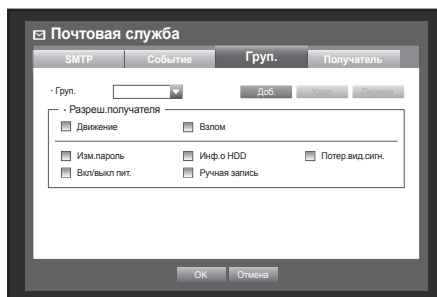 Почтовая служба
SMTP Событие Груп. Получатель
· Груп. Доб. Удал. Переим.
· Разреш.получателя
Движение Взлом
Изм.пароль Инф.о HDD Потер.вид.сигн.
Вкл/выкл пит. Ручная запись
OK Отмена